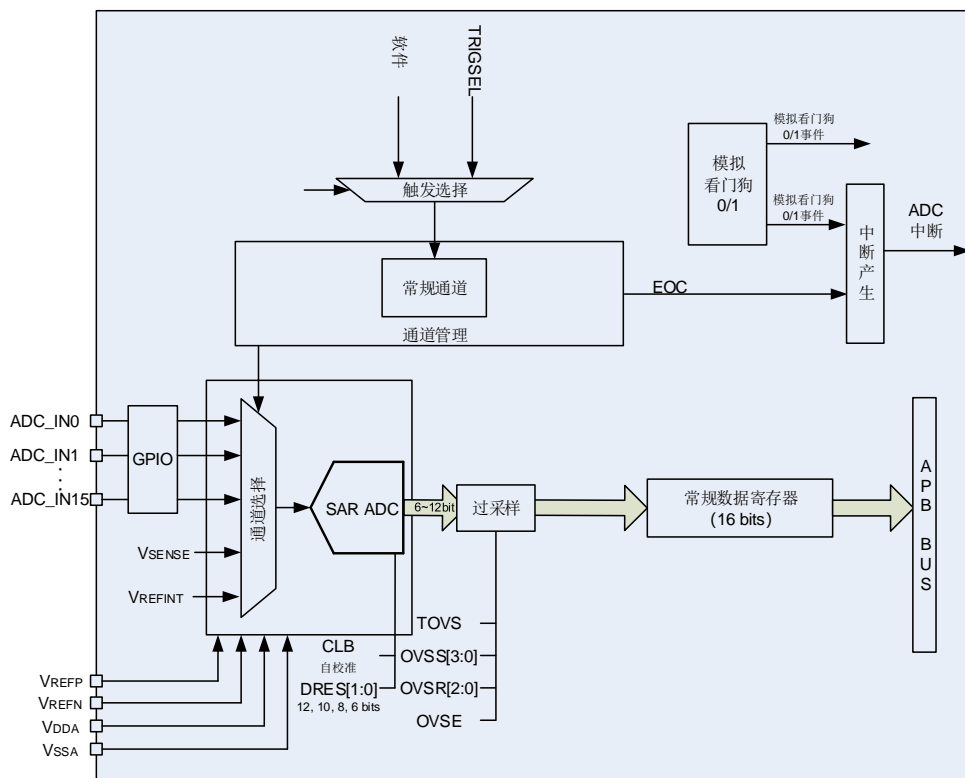 软件
TRIGSEL
触发选择
模拟看门狗
0/1事件
模拟
看门狗
0/1
模拟看门狗
0/1事件
中断产生
ADC
中断
常规通道
通道管理
EOC
ADC_IN0
ADC_IN1
⋮
ADC_IN15
GPIO
VSENSE
VREFINT
通道选择
SAR ADC
6~12bit
过采样
常规数据寄存器
(16 bits)
APB BUS
CLB
自校准
DRES[1:0]
12, 10, 8, 6 bits
TOVS
OVSS[3:0]
OVSR[2:0]
OVSE
VREFP
VREFN
VDDA
VSSA